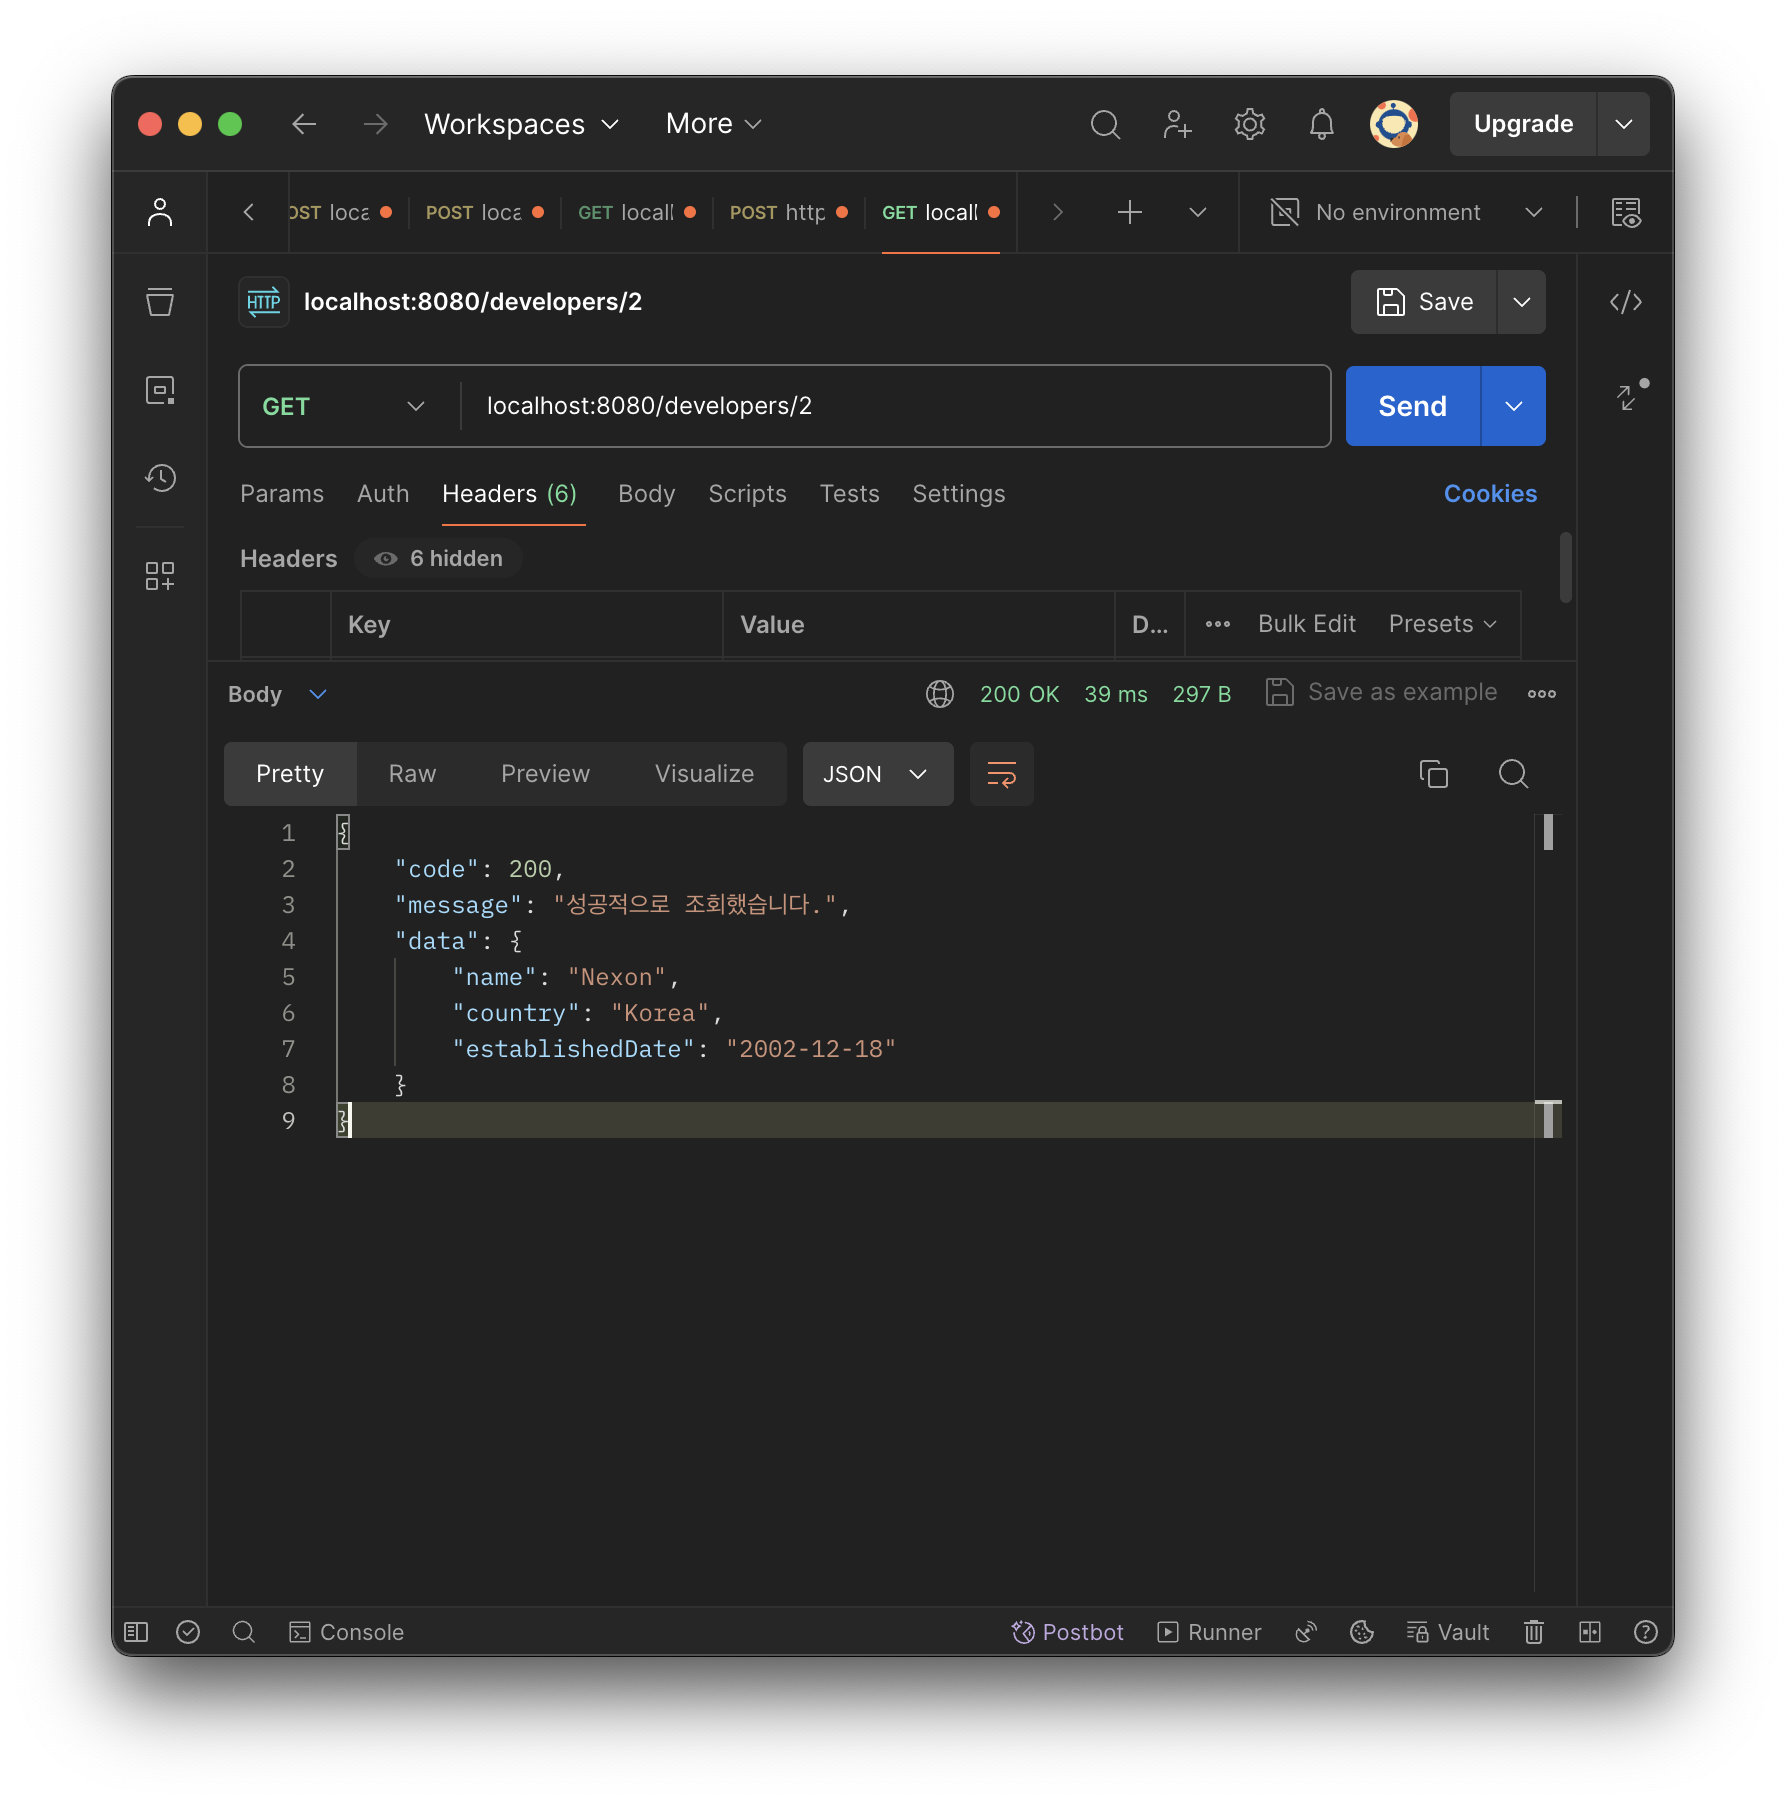 Workspaces More Upgrade
OST loca POST loca GET locall POST http GET locall No environment
HTTP localhost:8080/developers/2 Save
GET localhost:8080/developers/2 Send
Params Auth Headers (6) Body Scripts Tests Settings Cookies
Headers 6 hidden
Key Value D... Bulk Edit Presets
Body 200 OK 39 ms 297 B Save as example
Pretty Raw Preview Visualize JSON
1 {
2 "code": 200,
3 "message": "성공적으로 조회했습니다.",
4 "data": {
5 "name": "Nexon",
6 "country": "Korea",
7 "establishedDate": "2002-12-18"
8 }
9 }
Console Postbot Runner Vault